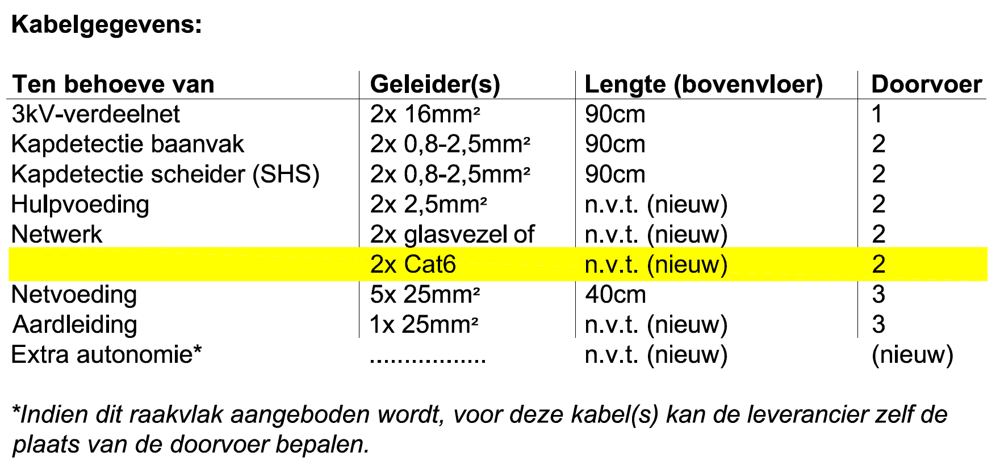 Kabelgegevens:
Ten behoeve van Geleider(s) Lengte (bovenvloer) Doorvoer
3kV-verdeelnet 2x 16mm² 90cm 1
Kapdetectie baanvak 2x 0,8-2,5mm² 90cm 2
Kapdetectie scheider (SHS) 2x 0,8-2,5mm² 90cm 2
Hulpvoeding 2x 2,5mm² n.v.t. (nieuw) 2
Netwerk 2x glasvezel of n.v.t. (nieuw) 2
2x Cat6 n.v.t. (nieuw) 2
Netvoeding 5x 25mm² 40cm 3
Aardleiding 1x 25mm² n.v.t. (nieuw) 3
Extra autonomie* ................. n.v.t. (nieuw) (nieuw)
*Indien dit raakvlak aangeboden wordt, voor deze kabel(s) kan de leverancier zelf de
plaats van de doorvoer bepalen.